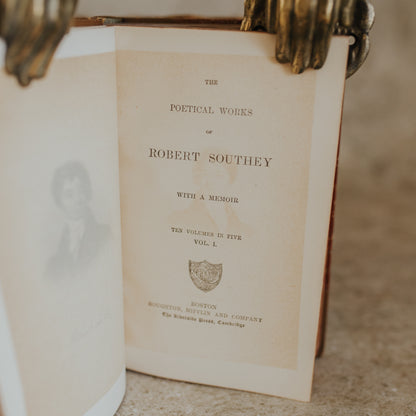 THE
POETICAL WORKS
OF
ROBERT SOUTHEY
WITH A MEMOIR
TEN VOLUMES IN FIVE
VOL. I.
BOSTON
HOUGHTON, MIFFLIN AND COMPANY
The Riverside Press, Cambridge